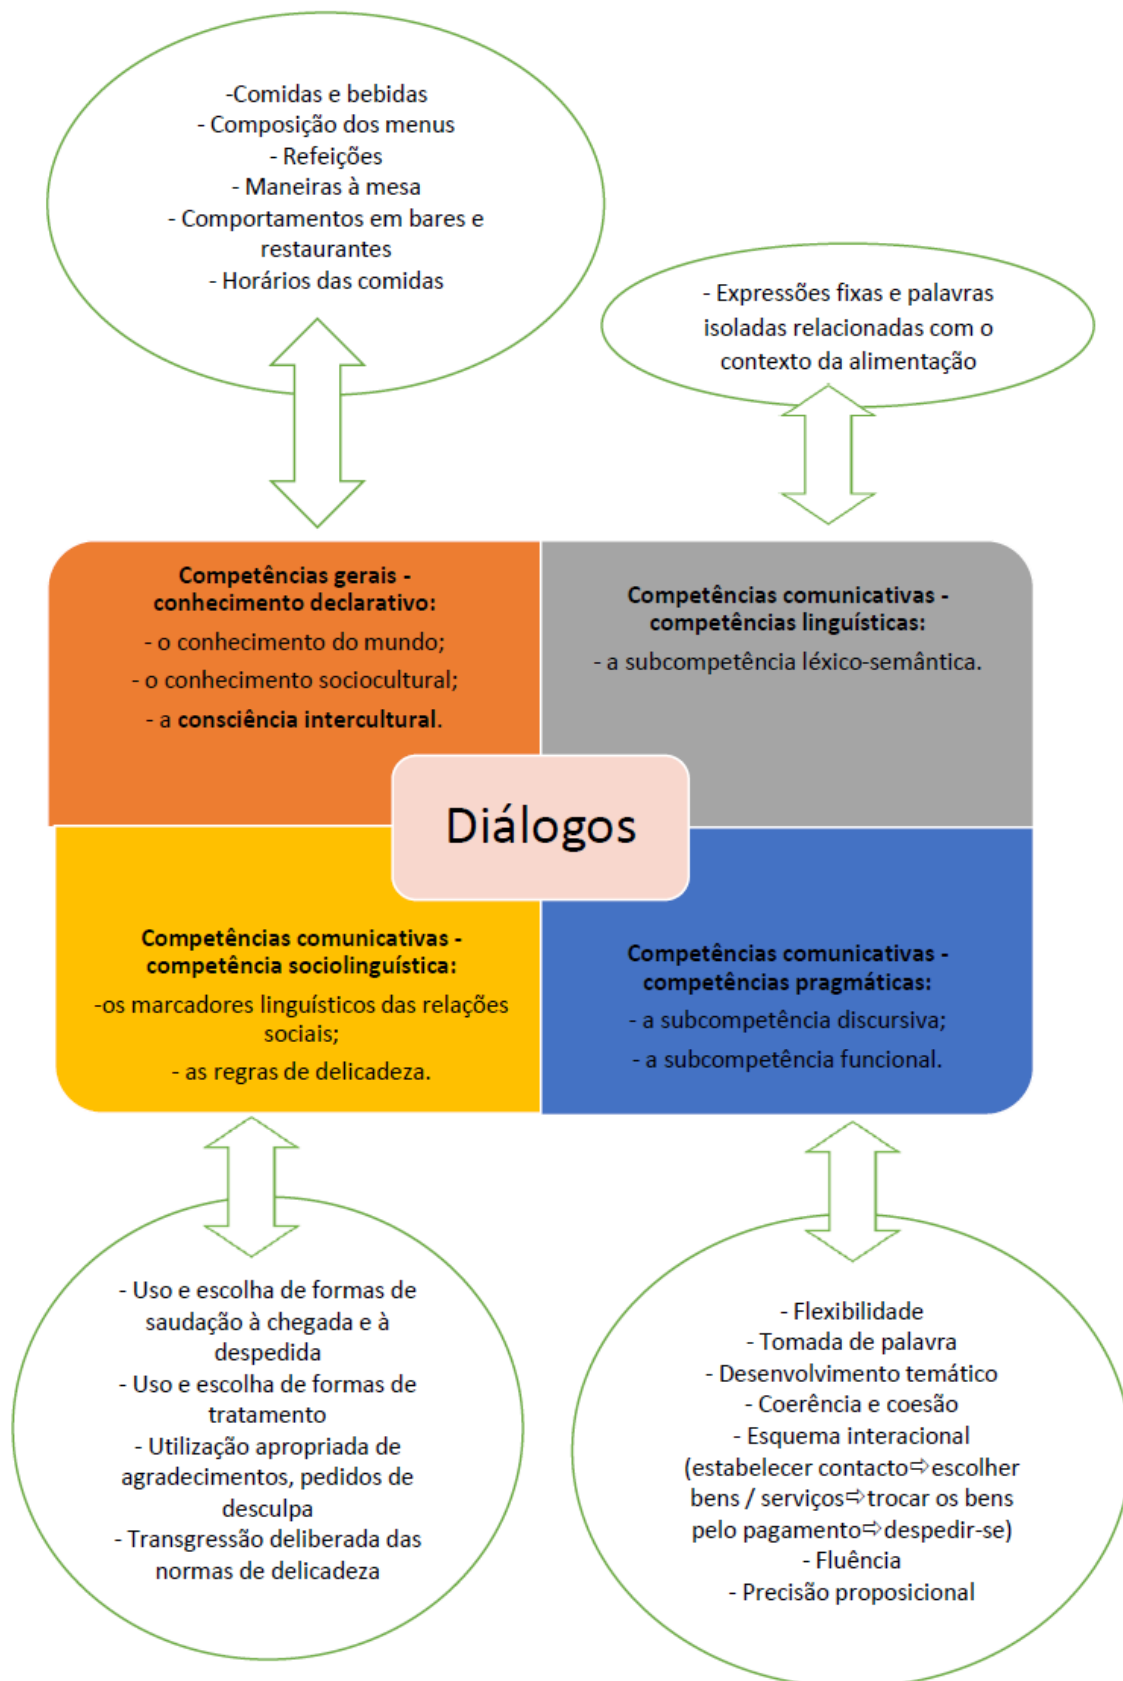 -Comidas e bebidas
- Composição dos menus
- Refeições
- Maneiras à mesa
- Comportamentos em bares e
restaurantes
- Horários das comidas
- Expressões fixas e palavras
isoladas relacionadas com o
contexto da alimentação
Competências gerais -
conhecimento declarativo:
- o conhecimento do mundo;
- o conhecimento sociocultural;
- a consciência intercultural.
Competências comunicativas -
competências linguísticas:
- a subcompetência léxico-semântica.
Diálogos
Competências comunicativas -
competência sociolinguística:
-os marcadores linguísticos das relações
sociais;
- as regras de delicadeza.
Competências comunicativas -
competências pragmáticas:
- a subcompetência discursiva;
- a subcompetência funcional.
- Uso e escolha de formas de
saudação à chegada e à
despedida
- Uso e escolha de formas de
tratamento
- Utilização apropriada de
agradecimentos, pedidos de
desculpa
- Transgressão deliberada das
normas de delicadeza
- Flexibilidade
- Tomada de palavra
- Desenvolvimento temático
- Coerência e coesão
- Esquema interacional
(estabelecer contacto⇨escolher
bens / serviços⇨trocar os bens
pelo pagamento⇨despedir-se)
- Fluência
- Precisão proposicional